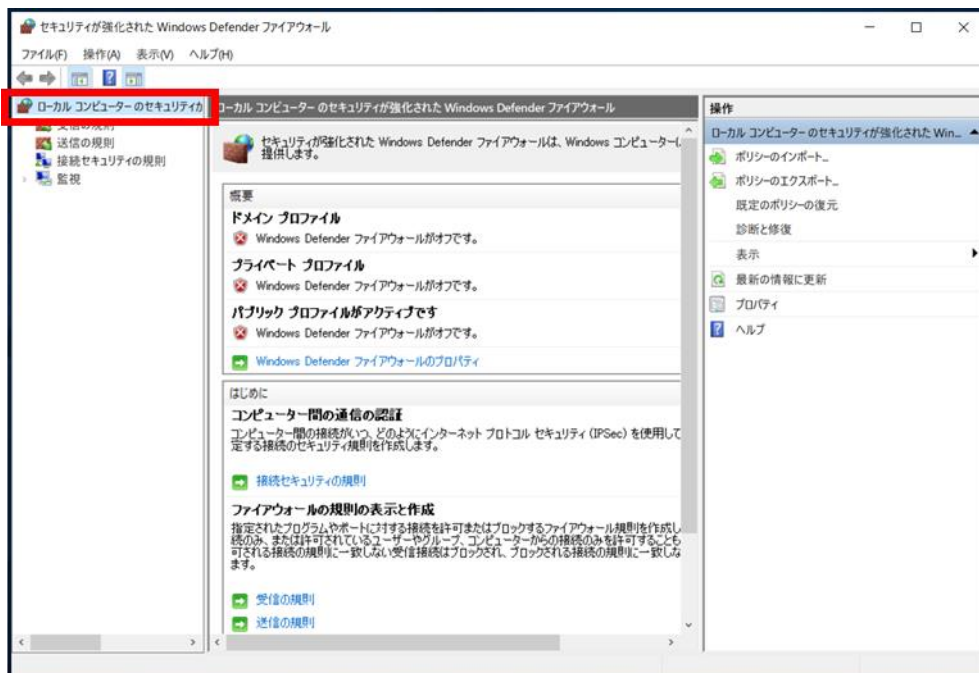 セキュリティが強化された Windows Defender ファイアウォール
ファイル(F) 操作(A) 表示(V) ヘルプ(H)
ローカル コンピューター のセキュリティが
受信の規則
送信の規則
接続セキュリティの規則
監視
ローカル コンピューター のセキュリティが強化された Windows Defender ファイアウォール
セキュリティが強化された Windows Defender ファイアウォールは、Windows コンピューター
提供します。
概要
ドメイン プロファイル
Windows Defender ファイアウォールがオフです。
プライベート プロファイル
Windows Defender ファイアウォールがオフです。
パブリック プロファイルがアクティブです
Windows Defender ファイアウォールがオフです。
Windows Defender ファイアウォールのプロパティ
はじめに
コンピューター間の通信の認証
コンピューター間の接続がいつ、どのようにインターネット プロトコル セキュリティ (IPSec) を使用して
定する接続のセキュリティ規則を作成します。
接続セキュリティの規則
ファイアウォールの規則の表示と作成
指定されたプログラムやポートに対する接続を許可またはブロックするファイアウォール規則を作成し
続のみ、または許可されているユーザーやグループ、コンピューターからの接続のみを許可することも
可される接続の規則に一致しない受信接続はブロックされ、ブロックされる接続の規則に一致しな
ます。
受信の規則
送信の規則
操作
ローカル コンピューター のセキュリティが強化された Win...
ポリシーのインポート...
ポリシーのエクスポート...
既定のポリシーの復元
診断と修復
表示
最新の情報に更新
プロパティ
ヘルプ